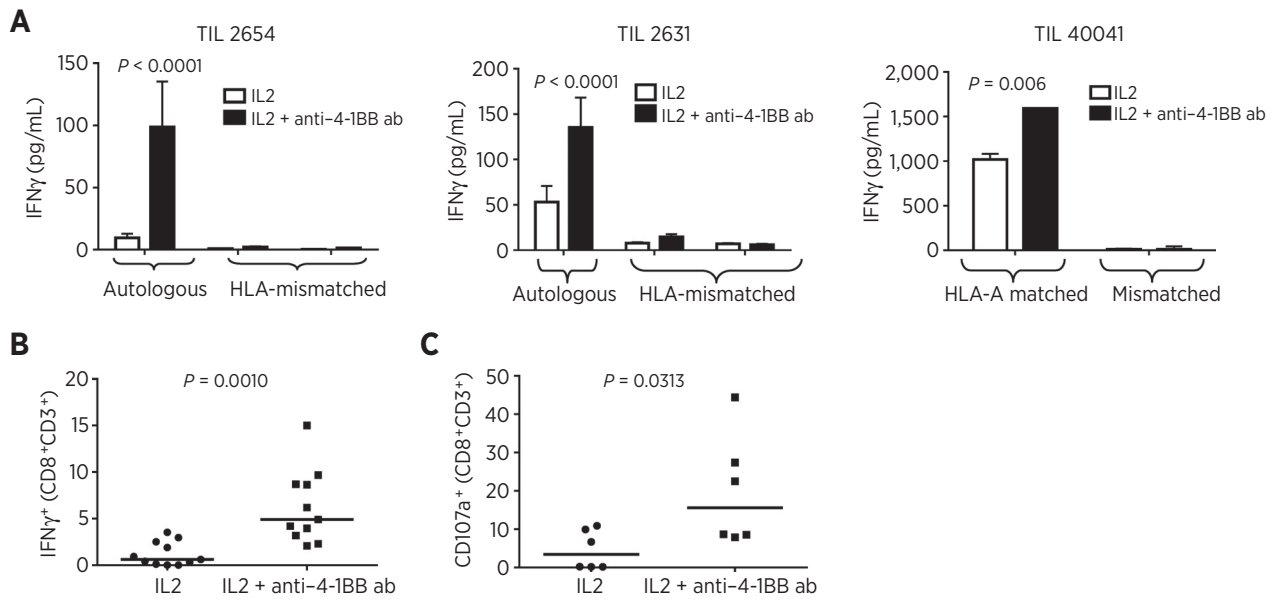 A
TIL 2654
IFNγ (pg/mL)
150
100
50
0
P < 0.0001
IL2
IL2 + anti–4-1BB ab
Autologous
HLA-mismatched
TIL 2631
IFNγ (pg/mL)
200
150
100
50
0
P < 0.0001
IL2
IL2 + anti–4-1BB ab
Autologous
HLA-mismatched
TIL 40041
IFNγ (pg/mL)
2,000
1,500
1,000
500
0
P = 0.006
IL2
IL2 + anti–4-1BB ab
HLA-A matched
Mismatched
B
IFNγ⁺ (CD8⁺CD3⁺)
20
15
10
5
0
P = 0.0010
IL2
IL2 + anti–4-1BB ab
C
CD107a⁺ (CD8⁺CD3⁺)
50
40
30
20
10
0
P = 0.0313
IL2
IL2 + anti–4-1BB ab